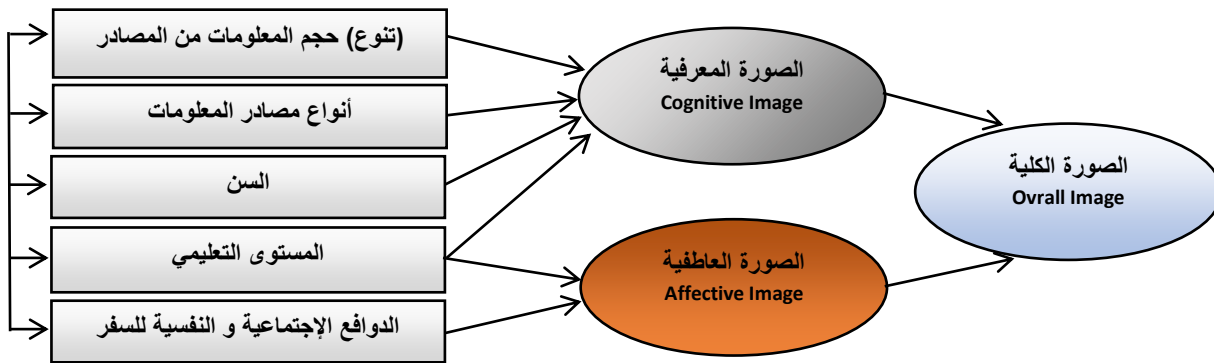 (تنوع) حجم المعلومات من المصادر
أنواع مصادر المعلومات
السن
المستوى التعليمي
الدوافع الإجتماعية و النفسية للسفر
الصورة المعرفية
Cognitive Image
الصورة العاطفية
Affective Image
الصورة الكلية
Ovrall Image